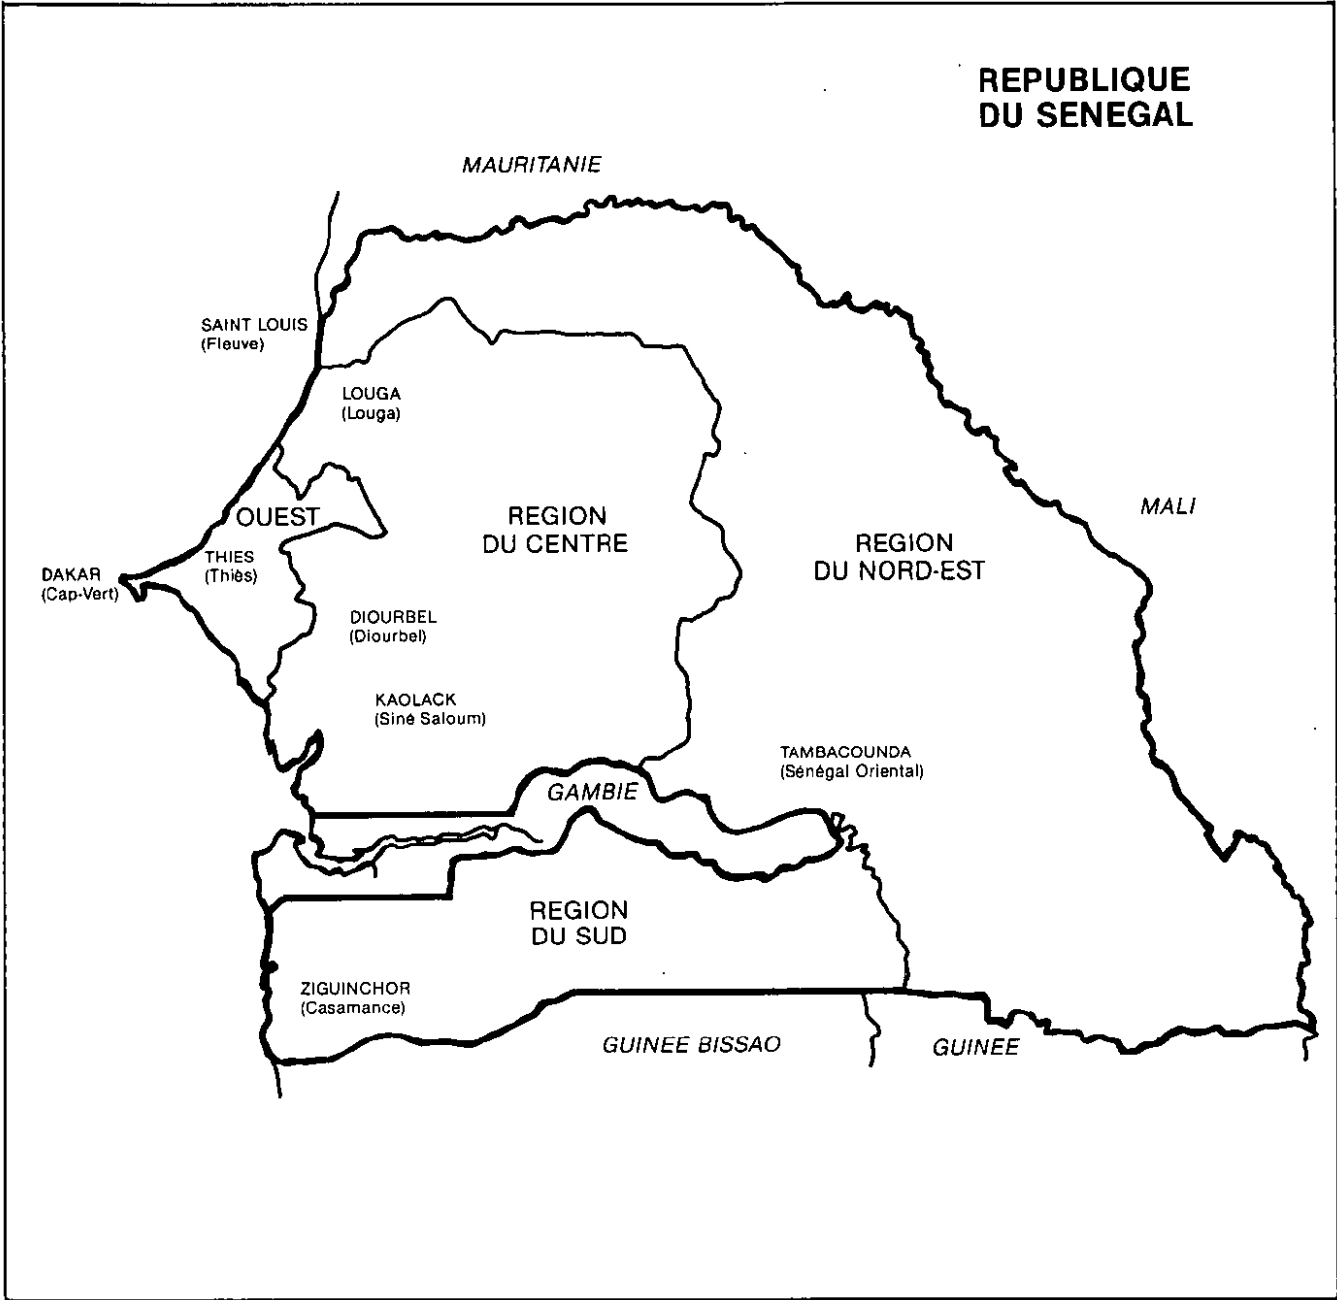 REPUBLIQUE
DU SENEGAL
MAURITANIE
SAINT LOUIS
(Fleuve)
LOUGA
(Louga)
OUEST
REGION
DU CENTRE
MALI
REGION
DU NORD-EST
THIES
(Thiès)
DAKAR
(Cap-Vert)
DIOURBEL
(Diourbel)
KAOLACK
(Siné Saloum)
TAMBACOUNDA
(Sénégal Oriental)
GAMBIE
REGION
DU SUD
ZIGUINCHOR
(Casamance)
GUINEE BISSAO
GUINEE